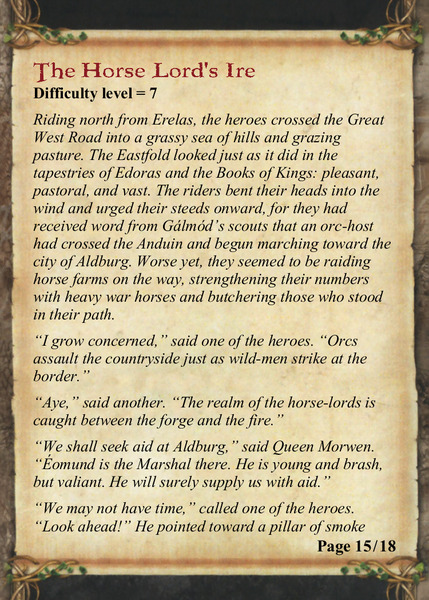 The Horse Lord's Ire
Difficulty level = 7
Riding north from Erelas, the heroes crossed the Great
West Road into a grassy sea of hills and grazing
pasture. The Eastfold looked just as it did in the
tapestries of Edoras and the Books of Kings: pleasant,
pastoral, and vast. The riders bent their heads into the
wind and urged their steeds onward, for they had
received word from Gálmód's scouts that an orc-host
had crossed the Anduin and begun marching toward the
city of Aldburg. Worse yet, they seemed to be raiding
horse farms on the way, strengthening their numbers
with heavy war horses and butchering those who stood
in their path.
“I grow concerned,” said one of the heroes. “Orcs
assault the countryside just as wild-men strike at the
border.”
“Aye,” said another. “The realm of the horse-lords is
caught between the forge and the fire.”
“We shall seek aid at Aldburg,” said Queen Morwen.
“Éomund is the Marshal there. He is young and brash,
but valiant. He will surely supply us with aid.”
“We may not have time,” called one of the heroes.
“Look ahead!” He pointed toward a pillar of smoke
Page 15/18